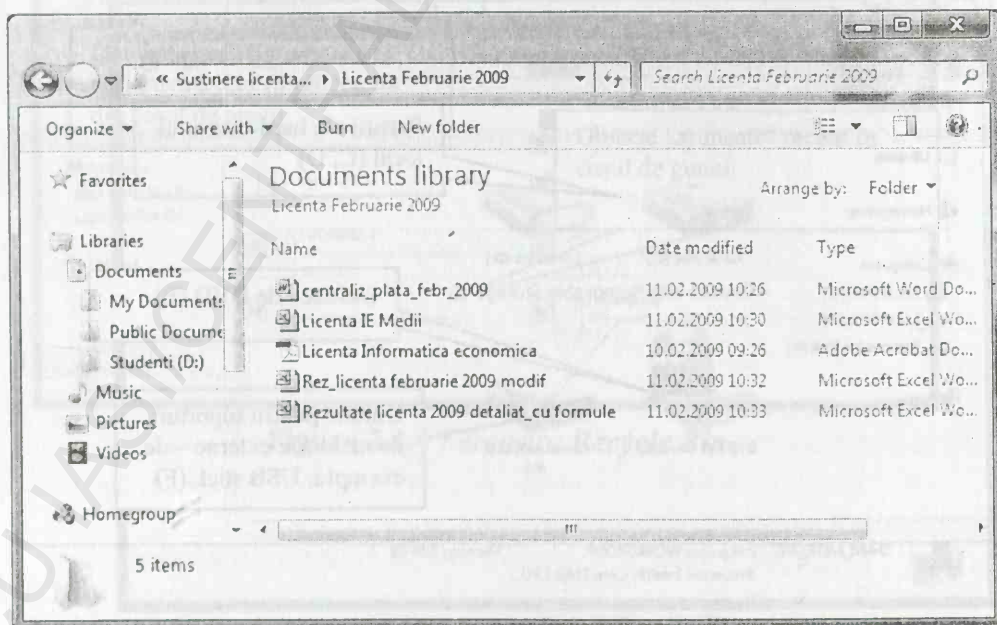 « Sustinere licenta... ▸ Licenta Februarie 2009
Search Licenta Februarie 2009
Organize
Share with
Burn
New folder
Favorites
Libraries
Documents
My Document:
Public Docume
Studenti (D:)
Music
Pictures
Videos
Homegroup
Documents library
Licenta Februarie 2009
Arrange by: Folder
Name Date modified Type
centraliz_plata_febr_2009 11.02.2009 10:26 Microsoft Word Do...
Licenta IE Medii 11.02.2009 10:30 Microsoft Excel Wo...
Licenta Informatica economica 10.02.2009 09:26 Adobe Acrobat Do...
Rez_licenta februarie 2009 modif 11.02.2009 10:32 Microsoft Excel Wo...
Rezultate licenta 2009 detaliat_cu formule 11.02.2009 10:33 Microsoft Excel Wo...
5 items